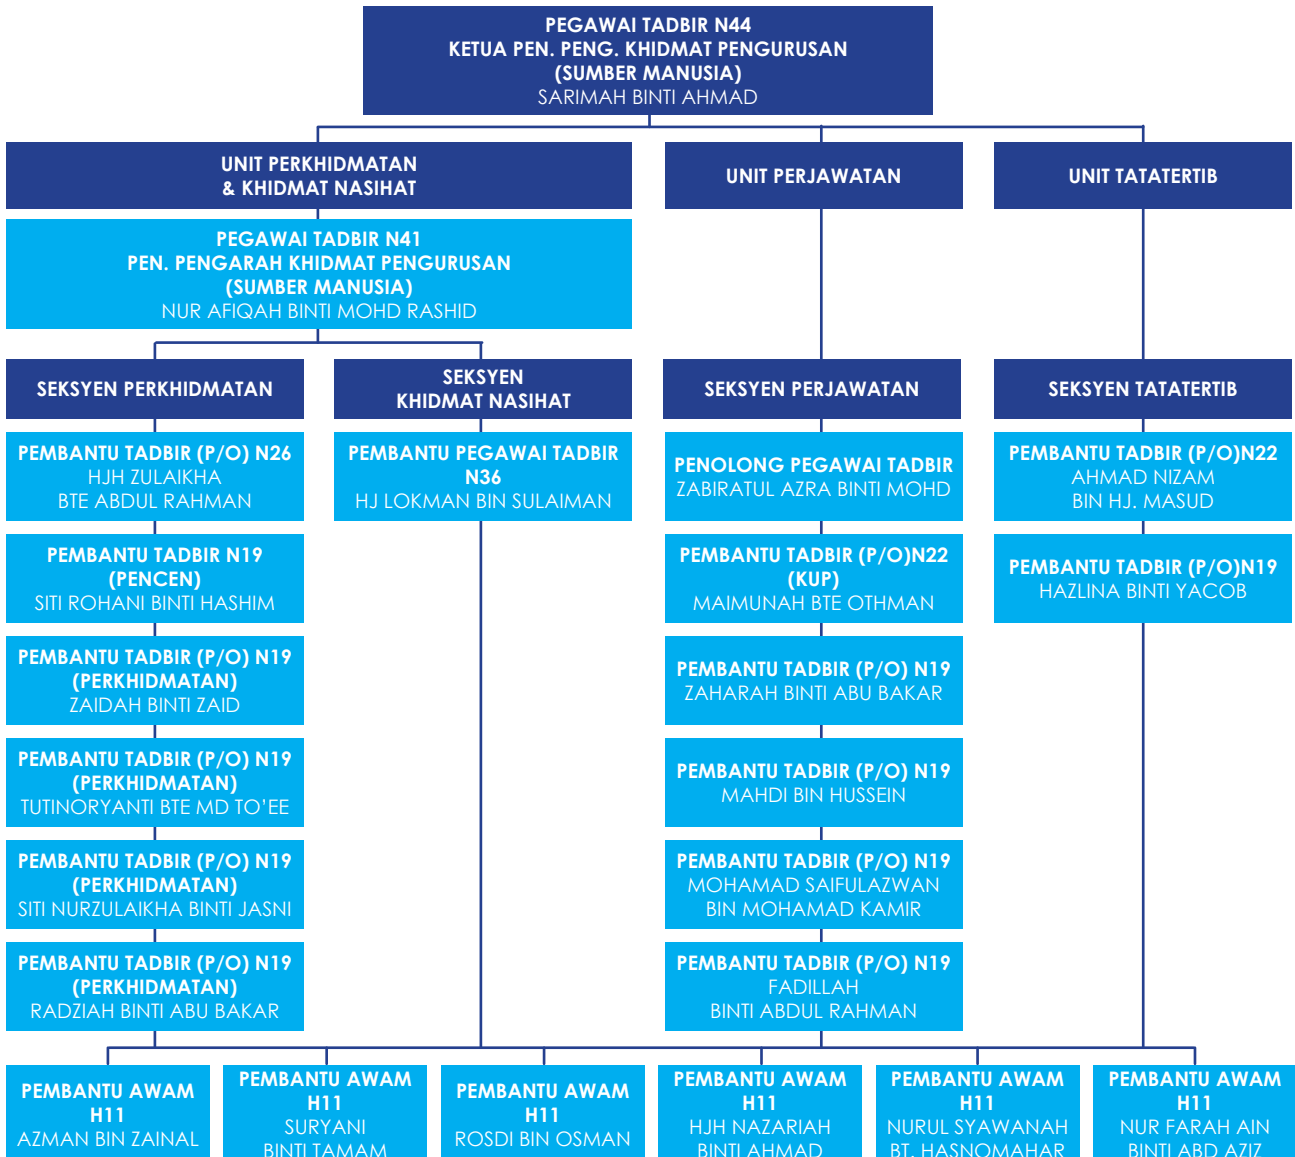 PEGAWAI TADBIR N44
KETUA PEN. PENG. KHIDMAT PENGURUSAN
(SUMBER MANUSIA)
SARIMAH BINTI AHMAD
UNIT PERKHIDMATAN
& KHIDMAT NASIHAT
UNIT PERJAWATAN
UNIT TATATERTIB
PEGAWAI TADBIR N41
PEN. PENGARAH KHIDMAT PENGURUSAN
(SUMBER MANUSIA)
NUR AFIQAH BINTI MOHD RASHID
SEKSYEN PERKHIDMATAN
SEKSYEN
KHIDMAT NASIHAT
SEKSYEN PERJAWATAN
SEKSYEN TATATERTIB
PEMBANTU TADBIR (P/O) N26
HJH ZULAIKHA
BTE ABDUL RAHMAN
PEMBANTU PEGAWAI TADBIR
N36
HJ LOKMAN BIN SULAIMAN
PENOLONG PEGAWAI TADBIR
ZABIRATUL AZRA BINTI MOHD
PEMBANTU TADBIR (P/O)N22
AHMAD NIZAM
BIN HJ. MASUD
PEMBANTU TADBIR N19
(PENCEN)
SITI ROHANI BINTI HASHIM
PEMBANTU TADBIR (P/O)N22
(KUP)
MAIMUNAH BTE OTHMAN
PEMBANTU TADBIR (P/O)N19
HAZLINA BINTI YACOB
PEMBANTU TADBIR (P/O) N19
(PERKHIDMATAN)
ZAIDAH BINTI ZAID
PEMBANTU TADBIR (P/O) N19
ZAHARAH BINTI ABU BAKAR
PEMBANTU TADBIR (P/O) N19
(PERKHIDMATAN)
TUTINORYANTI BTE MD TO’EE
PEMBANTU TADBIR (P/O) N19
MAHDI BIN HUSSEIN
PEMBANTU TADBIR (P/O) N19
(PERKHIDMATAN)
SITI NURZULAIKHA BINTI JASNI
PEMBANTU TADBIR (P/O) N19
MOHAMAD SAIFULAZWAN
BIN MOHAMAD KAMIR
PEMBANTU TADBIR (P/O) N19
(PERKHIDMATAN)
RADZIAH BINTI ABU BAKAR
PEMBANTU TADBIR (P/O) N19
FADILLAH
BINTI ABDUL RAHMAN
PEMBANTU AWAM
H11
AZMAN BIN ZAINAL
PEMBANTU AWAM
H11
SURYANI
BINTI TAMAM
PEMBANTU AWAM
H11
ROSDI BIN OSMAN
PEMBANTU AWAM
H11
HJH NAZARIAH
BINTI AHMAD
PEMBANTU AWAM
H11
NURUL SYAWANAH
BT. HASNOMAHAR
PEMBANTU AWAM
H11
NUR FARAH AIN
BINTI ABD AZIZ